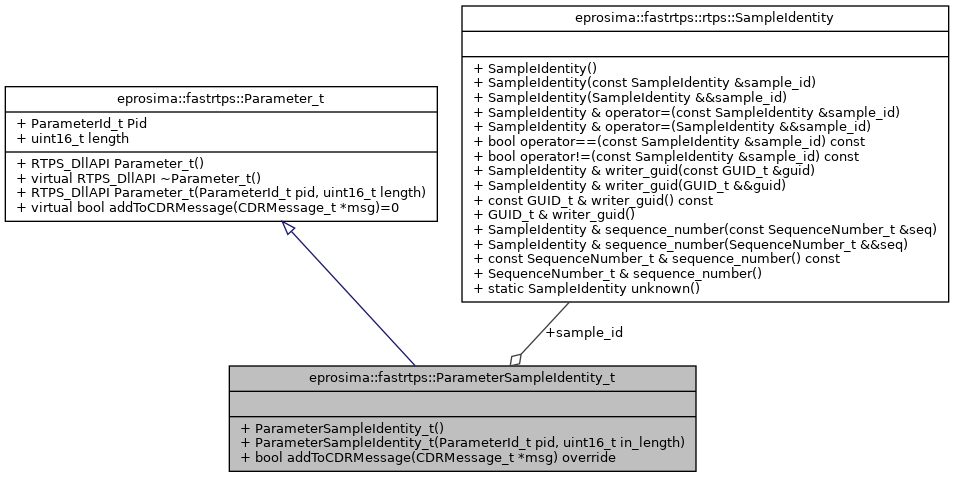 eprosima::fastrtps::rtps::SampleIdentity
+ SampleIdentity()
+ SampleIdentity(const SampleIdentity &sample_id)
+ SampleIdentity(SampleIdentity &&sample_id)
+ SampleIdentity & operator=(const SampleIdentity &sample_id)
+ SampleIdentity & operator=(SampleIdentity &&sample_id)
+ bool operator==(const SampleIdentity &sample_id) const
+ bool operator!=(const SampleIdentity &sample_id) const
+ SampleIdentity & writer_guid(const GUID_t &guid)
+ SampleIdentity & writer_guid(GUID_t &&guid)
+ const GUID_t & writer_guid() const
+ GUID_t & writer_guid()
+ SampleIdentity & sequence_number(const SequenceNumber_t &seq)
+ SampleIdentity & sequence_number(SequenceNumber_t &&seq)
+ const SequenceNumber_t & sequence_number() const
+ SequenceNumber_t & sequence_number()
+ static SampleIdentity unknown()
eprosima::fastrtps::Parameter_t
+ ParameterId_t Pid
+ uint16_t length
+ RTPS_DllAPI Parameter_t()
+ virtual RTPS_DllAPI ~Parameter_t()
+ RTPS_DllAPI Parameter_t(ParameterId_t pid, uint16_t length)
+ virtual bool addToCDRMessage(CDRMessage_t *msg)=0
+sample_id
eprosima::fastrtps::ParameterSampleIdentity_t
+ ParameterSampleIdentity_t()
+ ParameterSampleIdentity_t(ParameterId_t pid, uint16_t in_length)
+ bool addToCDRMessage(CDRMessage_t *msg) override